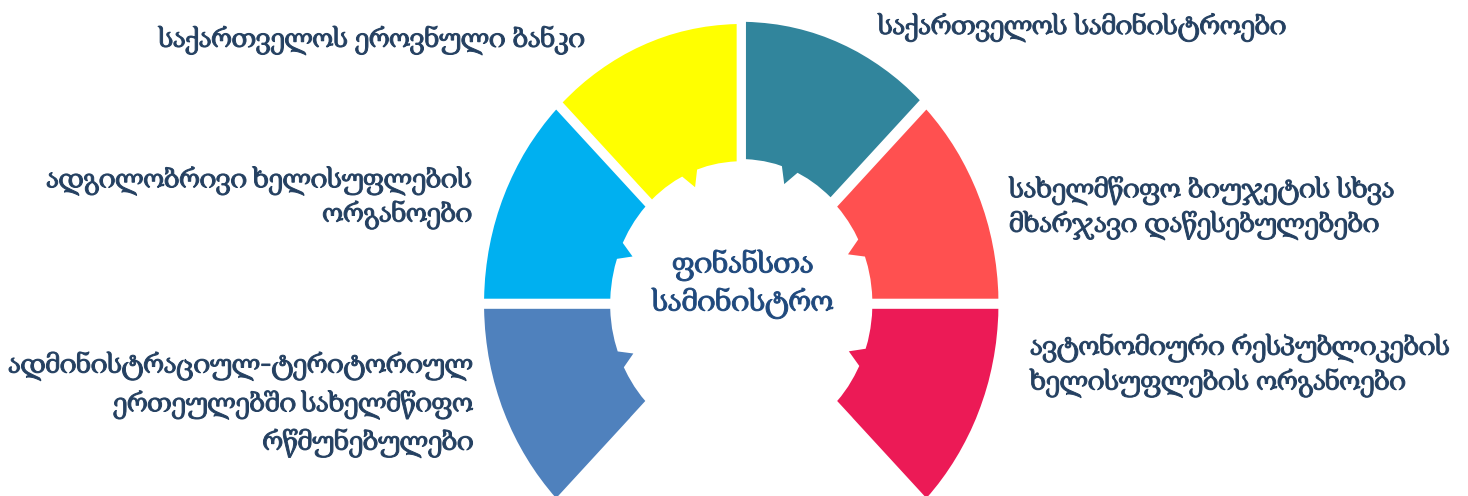 საქართველოს ეროვნული ბანკი
საქართველოს სამინისტროები
ადგილობრივი ხელისუფლების
ორგანოები
სახელმწიფო ბიუჯეტის სხვა
მხარჯავი დაწესებულებები
ფინანსთა
სამინისტრო
ადმინისტრაციულ-ტერიტორიულ
ერთეულებში სახელმწიფო
რწმუნებულები
ავტონომიური რესპუბლიკების
ხელისუფლების ორგანოები